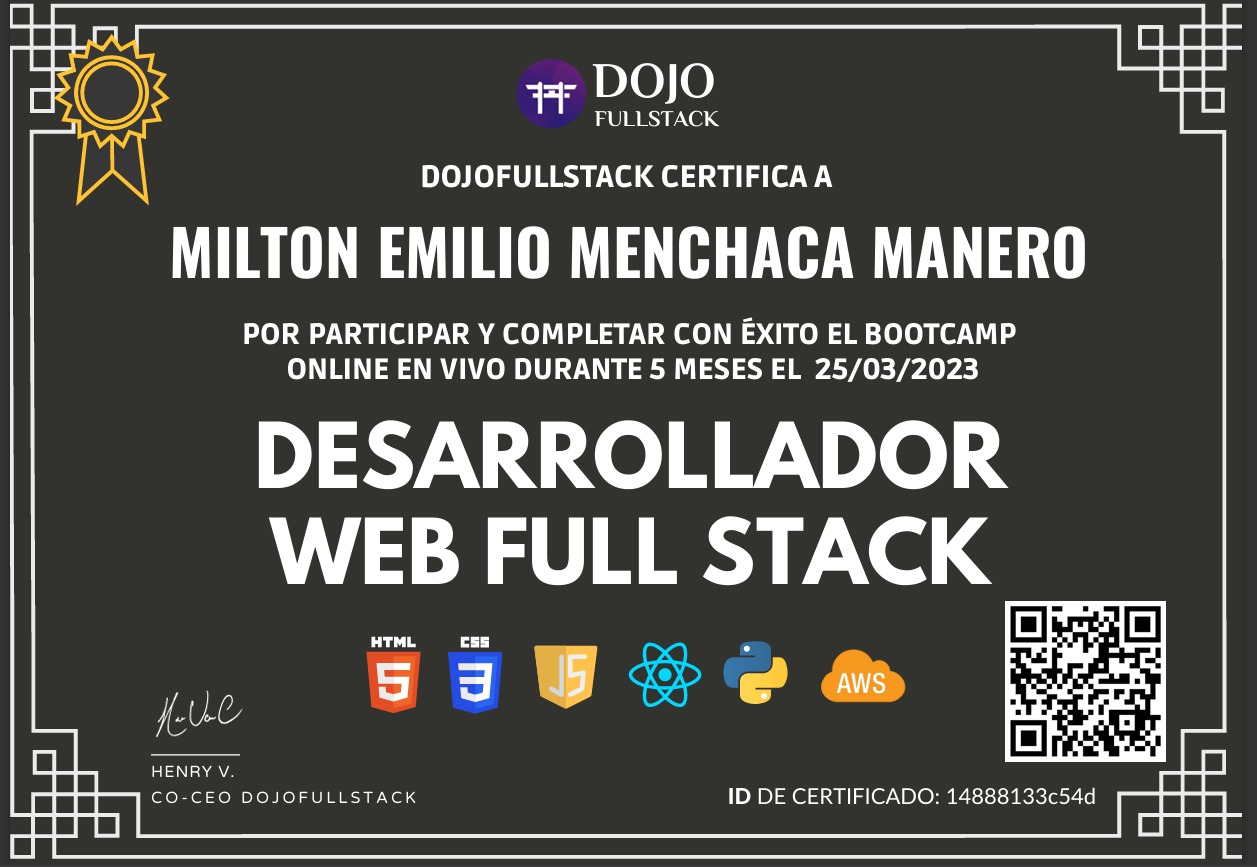 DOJO
FULLSTACK
DOJOFULLSTACK CERTIFICA A
MILTON EMILIO MENCHACA MANERO
POR PARTICIPAR Y COMPLETAR CON ÉXITO EL BOOTCAMP
ONLINE EN VIVO DURANTE 5 MESES EL 25/03/2023
DESARROLLADOR
WEB FULL STACK
HTML
5
CSS
3
JS
AWS
HENRY V.
CO-CEO DOJOFULLSTACK
ID DE CERTIFICADO: 14888133c54d